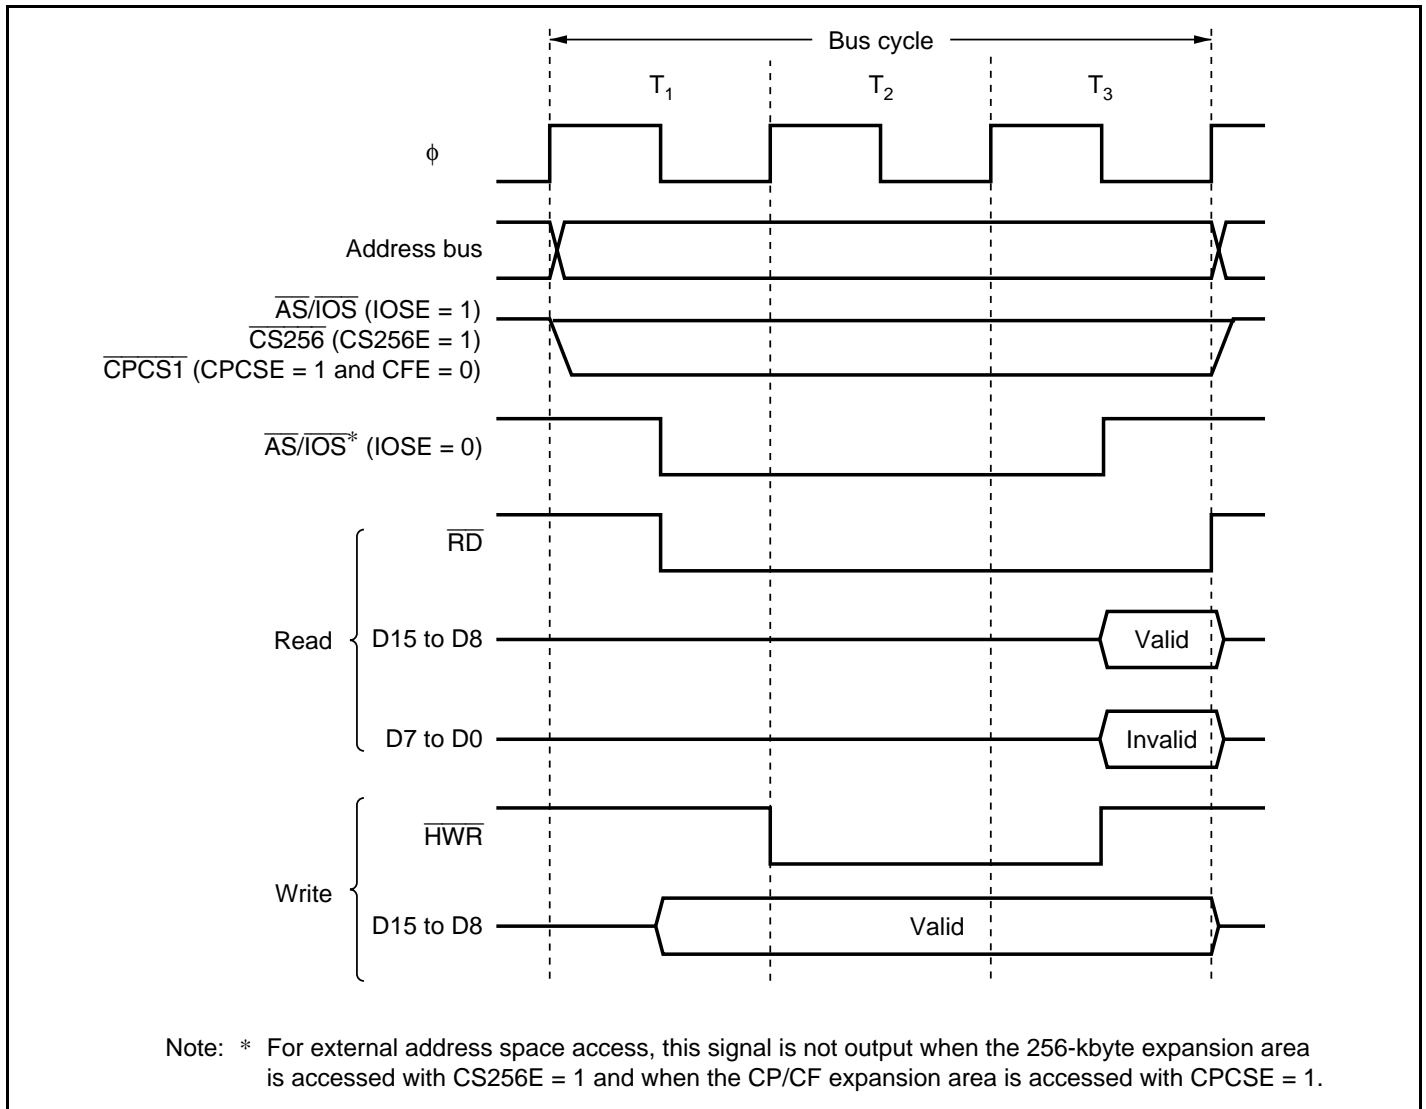 Bus cycle
T1 T2 T3
ϕ
Address bus
AS/IOS (IOSE = 1)
CS256 (CS256E = 1)
CPCS1 (CPCSE = 1 and CFE = 0)
AS/IOS* (IOSE = 0)
RD
Read
D15 to D8
Valid
D7 to D0
Invalid
HWR
Write
D15 to D8
Valid
Note: * For external address space access, this signal is not output when the 256-kbyte expansion area
is accessed with CS256E = 1 and when the CP/CF expansion area is accessed with CPCSE = 1.